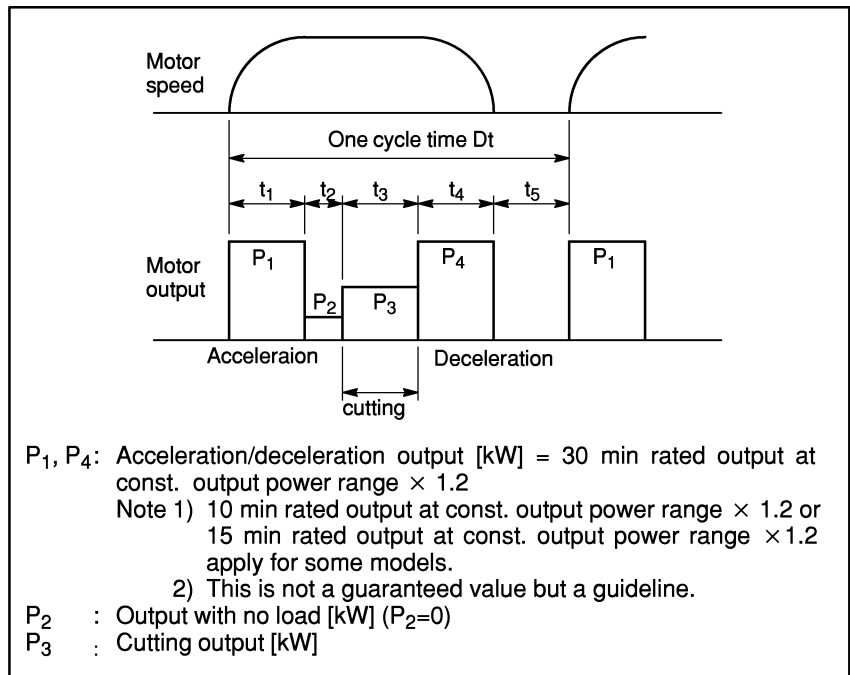 Motor
speed
One cycle time Dt
t1 t2 t3 t4 t5
Motor
output
P1 P2 P3 P4 P1
Acceleraion Deceleration
cutting
P1, P4: Acceleration/deceleration output [kW] = 30 min rated output at
const. output power range × 1.2
Note 1) 10 min rated output at const. output power range × 1.2 or
15 min rated output at const. output power range ×1.2
apply for some models.
2) This is not a guaranteed value but a guideline.
P2 : Output with no load [kW] (P2=0)
P3 : Cutting output [kW]